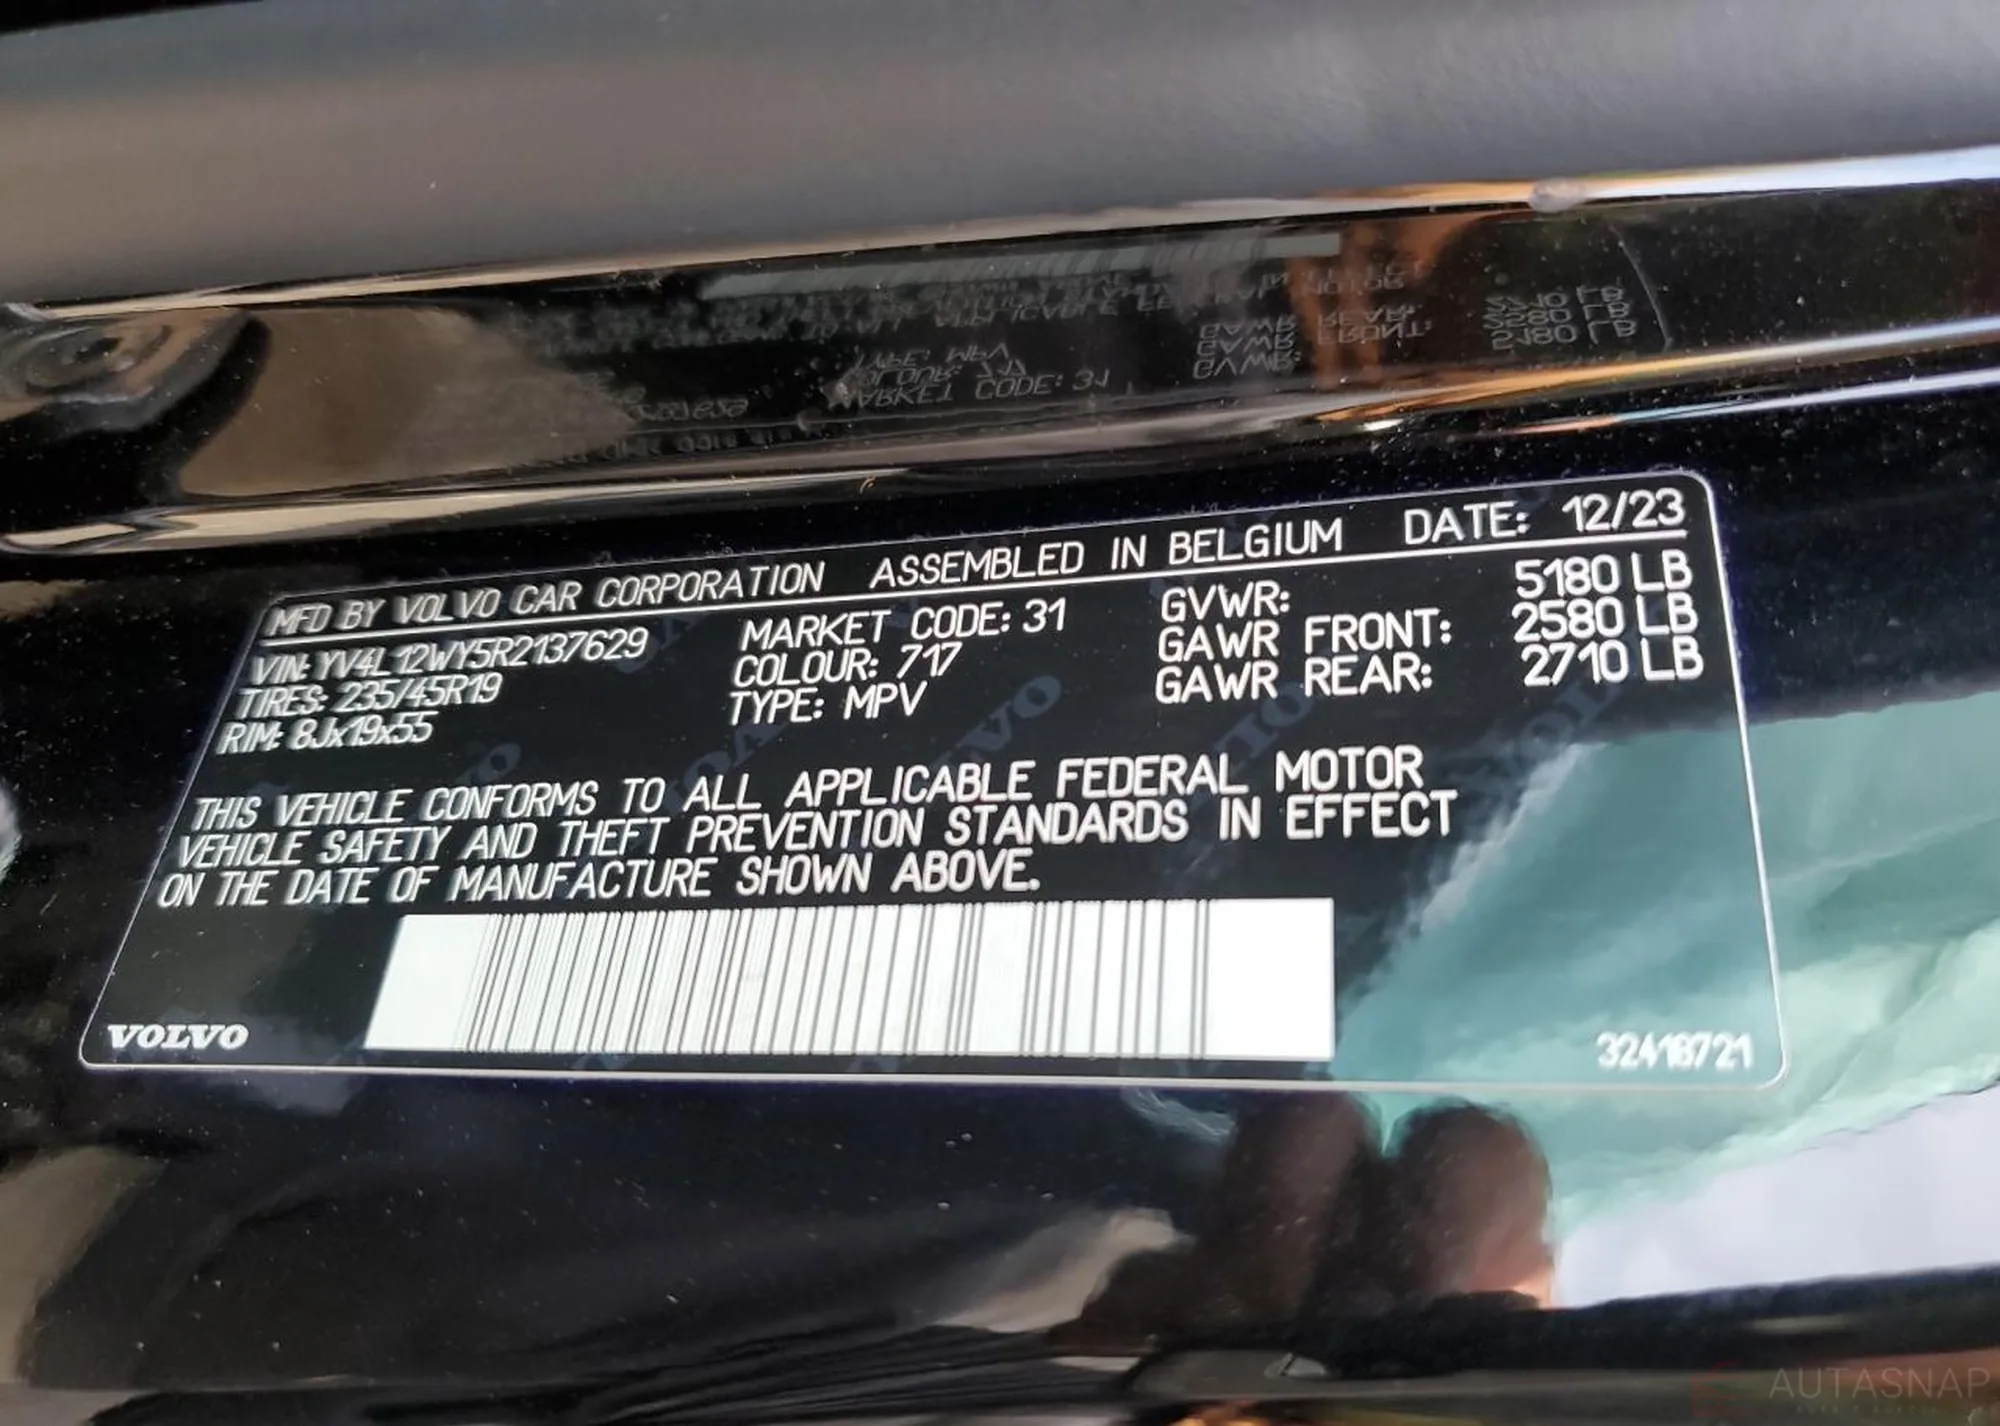 MFD BY VOLVO CAR CORPORATION ASSEMBLED IN BELGIUM DATE: 12/23
VIN: YV4L12WY5R2137629 MARKET CODE: 31 GVWR: 5180 LB
TIRES: 235/45R19 COLOUR: 717 GAWR FRONT: 2580 LB
RIM: 8Jx19x55 TYPE: MPV GAWR REAR: 2710 LB
THIS VEHICLE CONFORMS TO ALL APPLICABLE FEDERAL MOTOR
VEHICLE SAFETY AND THEFT PREVENTION STANDARDS IN EFFECT
ON THE DATE OF MANUFACTURE SHOWN ABOVE.
VOLVO
32418721
AUTASNAP